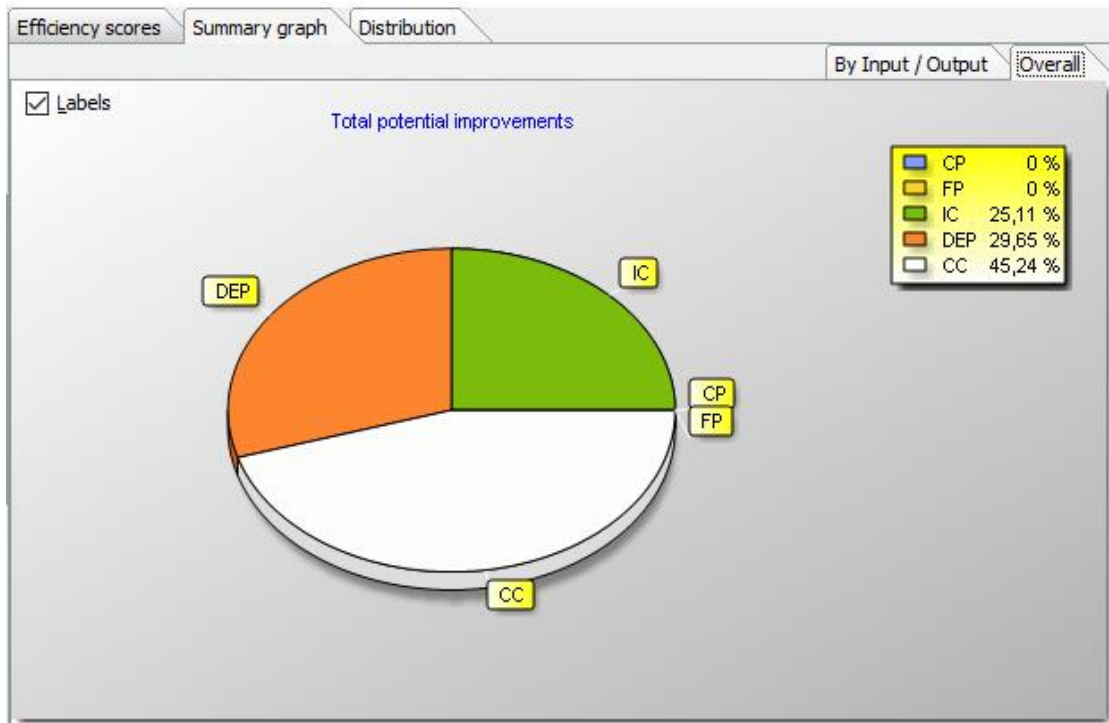 Efficiency scores Summary graph Distribution
By Input / Output Overall
Labels
Total potential improvements
CP 0 %
FP 0 %
IC 25,11 %
DEP 29,65 %
CC 45,24 %
IC
DEP
CP
FP
CC